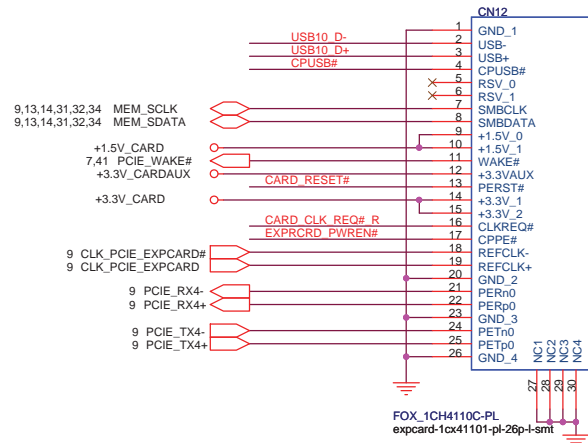 CN12
1 GND_1
USB10_D- 2 USB-
USB10_D+ 3 USB+
CPUSB# 4 CPUSB#
5 RSV_0
6 RSV_1
9,13,14,31,32,34 MEM_SCLK 7 SMBCLK
9,13,14,31,32,34 MEM_SDATA 8 SMBDATA
9 +1.5V_0
+1.5V_CARD 10 +1.5V_1
7,41 PCIE_WAKE# 11 WAKE#
+3.3V_CARDAUX 12 +3.3VAUX
CARD_RESET# 13 PERST#
+3.3V_CARD 14 +3.3V_1
15 +3.3V_2
CARD_CLK_REQ#_R 16 CLKREQ#
EXPRCRD_PWREN# 17 CPPE#
9 CLK_PCIE_EXPCARD# 18 REFCLK-
9 CLK_PCIE_EXPCARD 19 REFCLK+
20 GND_2
9 PCIE_RX4- 21 PERn0
9 PCIE_RX4+ 22 PERp0
23 GND_3
9 PCIE_TX4- 24 PETn0
9 PCIE_TX4+ 25 PETp0
26 GND_4
NC1 NC2 NC3 NC4
27 28 29 30
FOX_1CH4110C-PL
expcard-1cx41101-pl-26p-l-smt